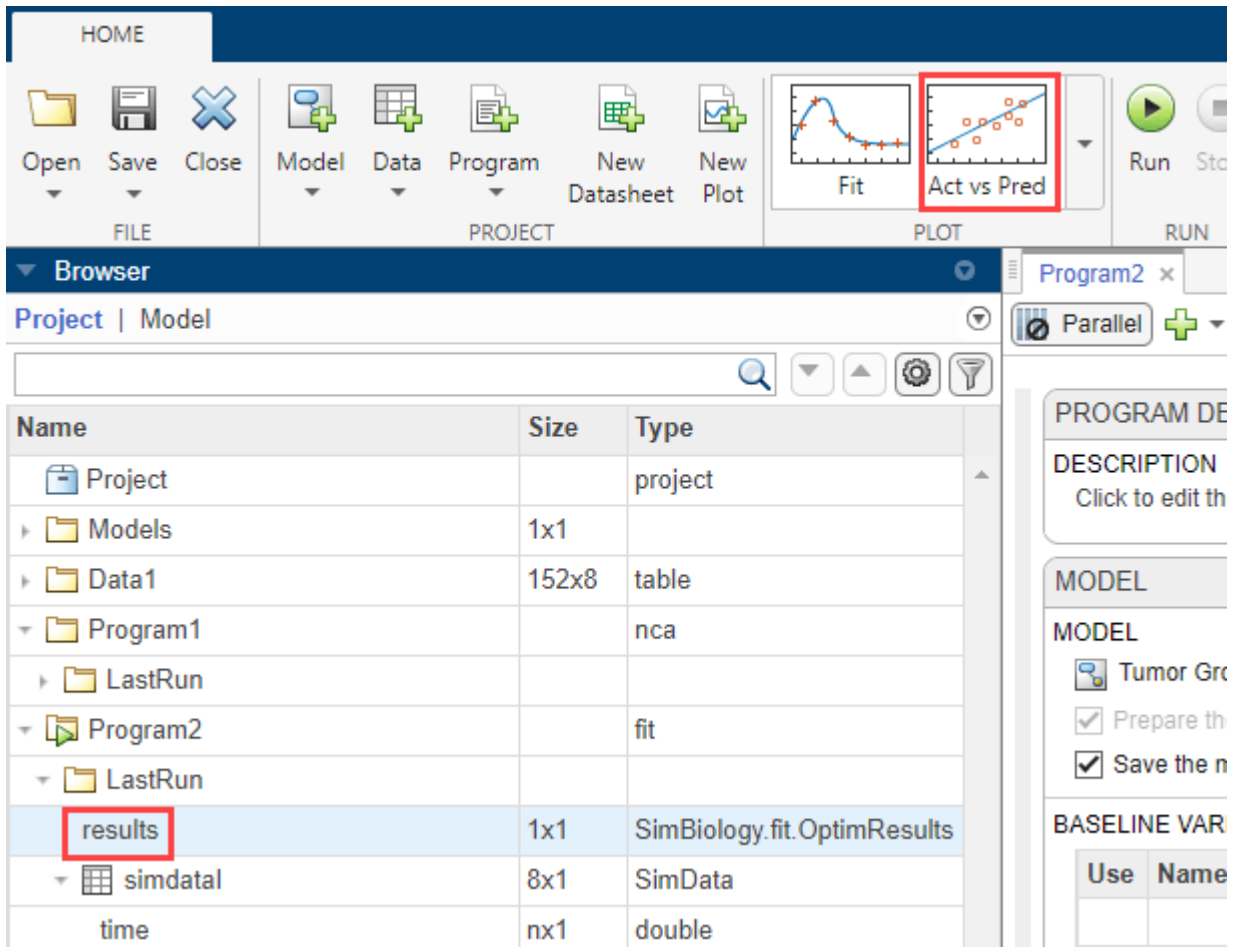 HOME
Open Save Close Model Data Program New Datasheet New Plot Fit Act vs Pred Run
FILE PROJECT PLOT RUN
Browser
Program2 ×
Project | Model
Parallel
Name Size Type
PROGRAM DE
Project project
DESCRIPTION
Click to edit th
Models 1x1
Data1 152x8 table
MODEL
Program1 nca
MODEL
LastRun
Tumor Gro
Program2 fit
Prepare the
LastRun
Save the m
results 1x1 SimBiology.fit.OptimResults
BASELINE VAR
simdatal 8x1 SimData
Use Name
time nx1 double